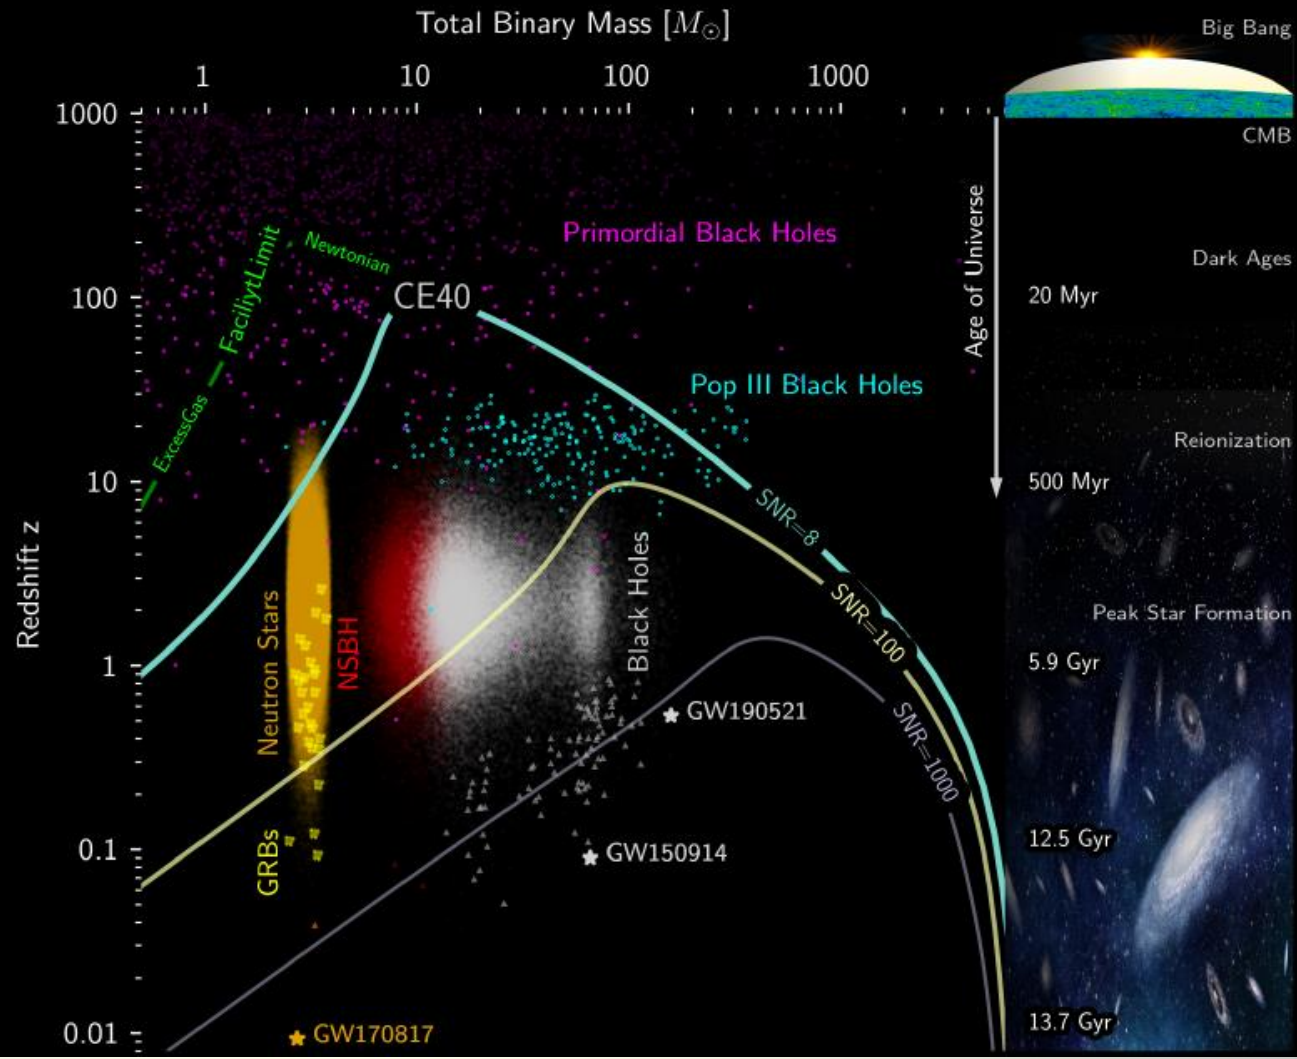 Total Binary Mass [M☉]
1 10 100 1000
Big Bang
CMB
1000
100
10
1
0.1
0.01
Redshift z
Age of Universe
Dark Ages
20 Myr
Reionization
500 Myr
Peak Star Formation
5.9 Gyr
12.5 Gyr
13.7 Gyr
Primordial Black Holes
Newtonian
FaciliytLimit
ExcessGas
CE40
Pop III Black Holes
SNR=8
SNR=100
SNR=1000
Neutron Stars
NSBH
Black Holes
GW190521
GRBs
GW150914
GW170817